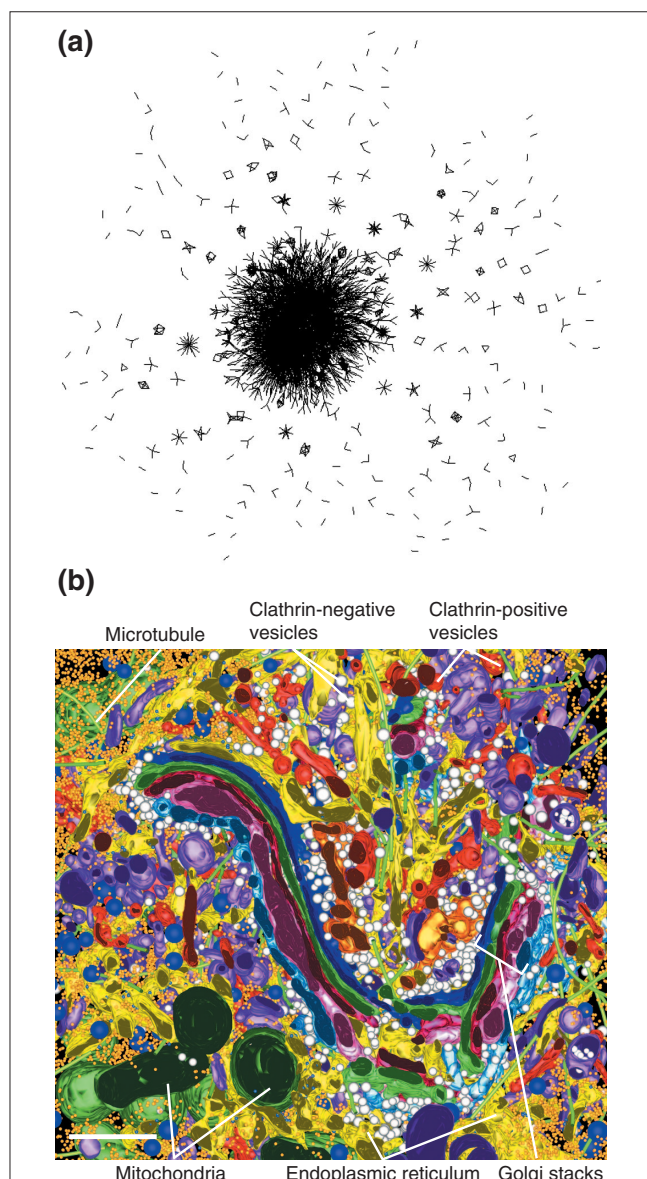 (a)
(b)
Clathrin-negative
vesicles
Clathrin-positive
vesicles
Microtubule
Mitochondria
Endoplasmic reticulum
Golgi stacks